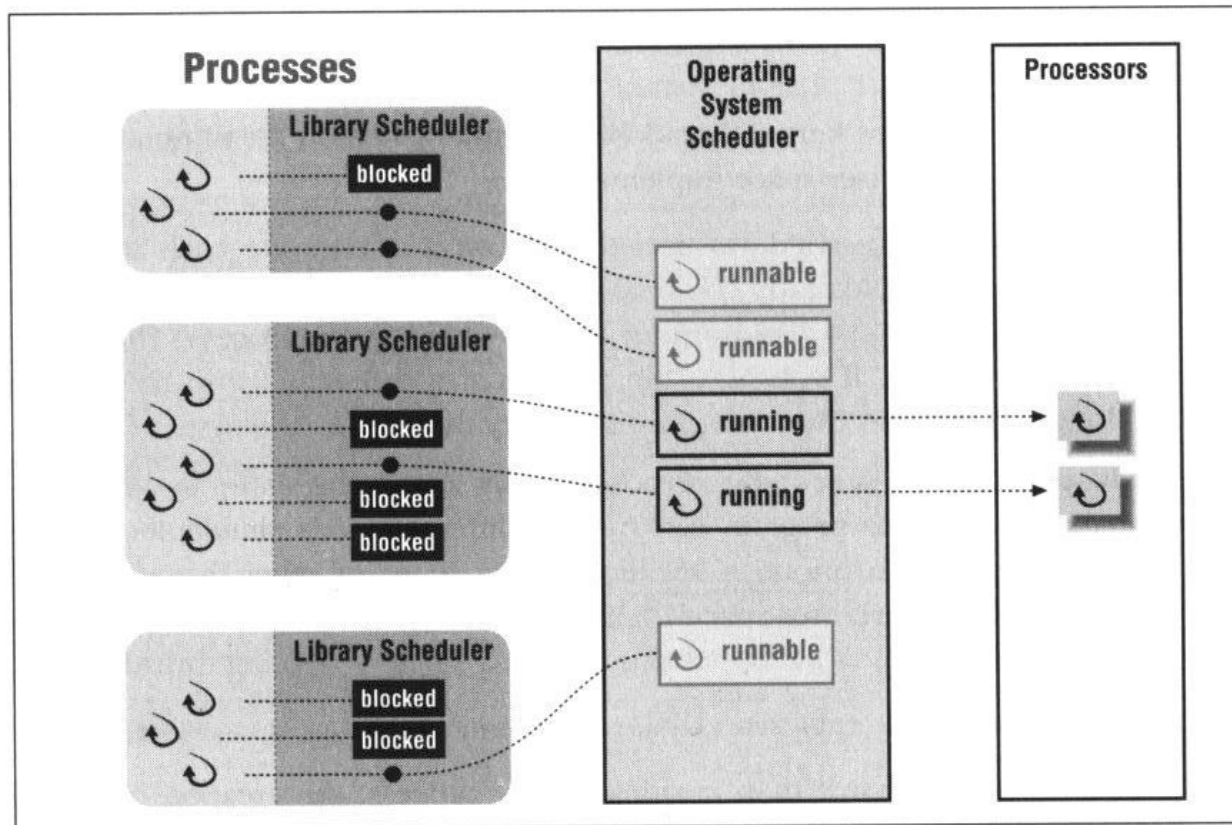 Processes
Library Scheduler
blocked
Library Scheduler
blocked
blocked
blocked
Library Scheduler
blocked
blocked
Operating
System
Scheduler
runnable
runnable
running
running
runnable
Processors